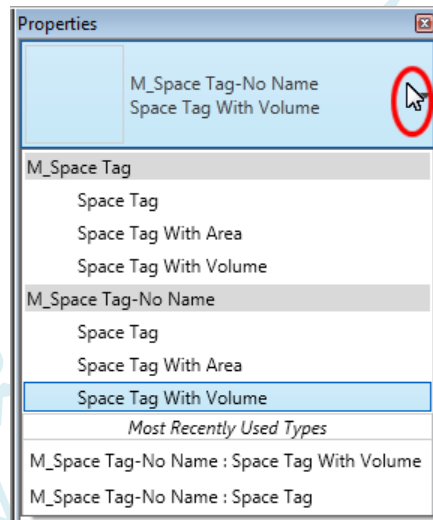 Properties
M_Space Tag-No Name
Space Tag With Volume
M_Space Tag
Space Tag
Space Tag With Area
Space Tag With Volume
M_Space Tag-No Name
Space Tag
Space Tag With Area
Space Tag With Volume
Most Recently Used Types
M_Space Tag-No Name : Space Tag With Volume
M_Space Tag-No Name : Space Tag